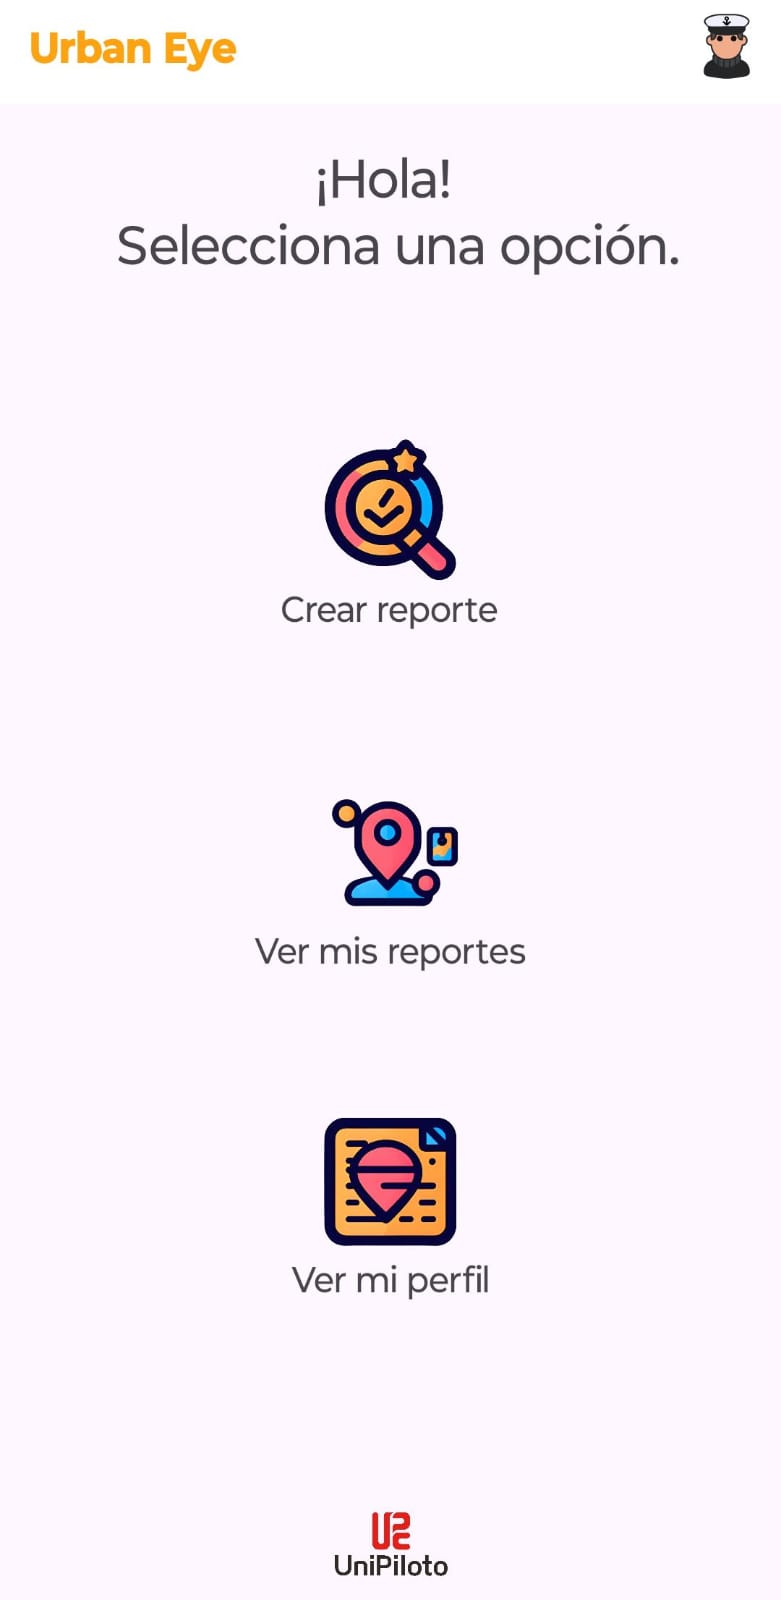 Urban Eye
¡Hola!
Selecciona una opción.
Crear reporte
Ver mis reportes
Ver mi perfil
UniPiloto